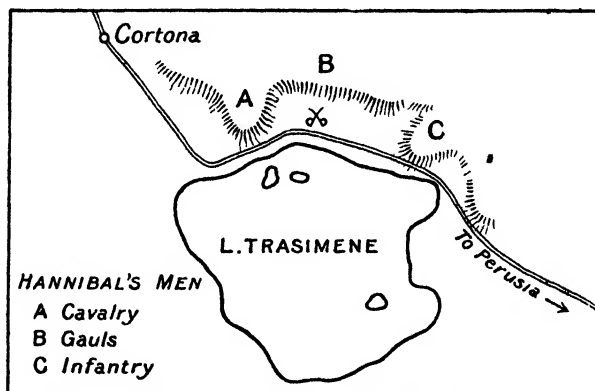 Cortona
B
A
C
L. TRASIMENE
To Perusia →
HANNIBAL'S MEN
A Cavalry
B Gauls
C Infantry